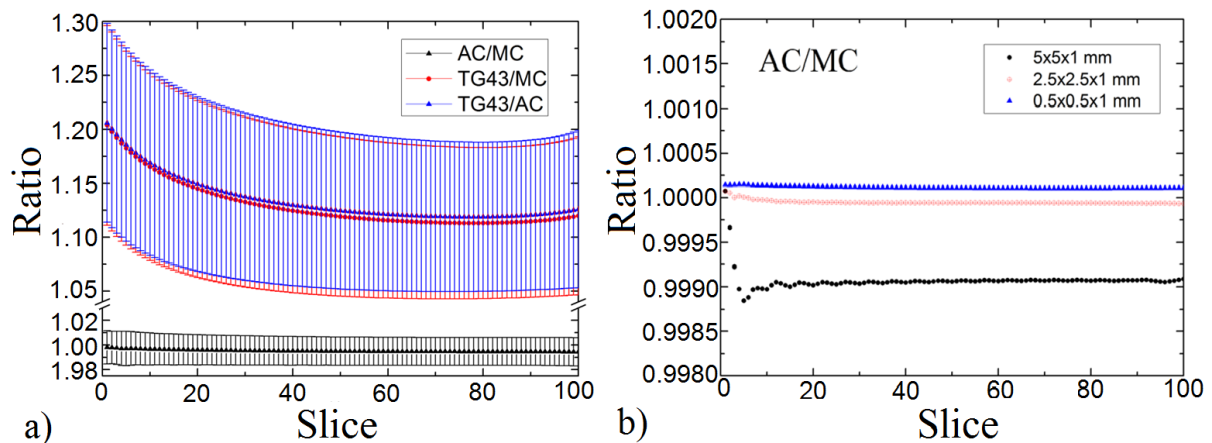 1.30
1.25
1.20
1.15
1.10
1.05
1.02
1.00
1.98
Ratio
AC/MC
TG43/MC
TG43/AC
0 20 40 60 80 100
Slice
a)
1.0020
1.0015
1.0010
1.0005
1.0000
0.9995
0.9990
0.9985
0.9980
Ratio
AC/MC
5x5x1 mm
2.5x2.5x1 mm
0.5x0.5x1 mm
0 20 40 60 80 100
Slice
b)